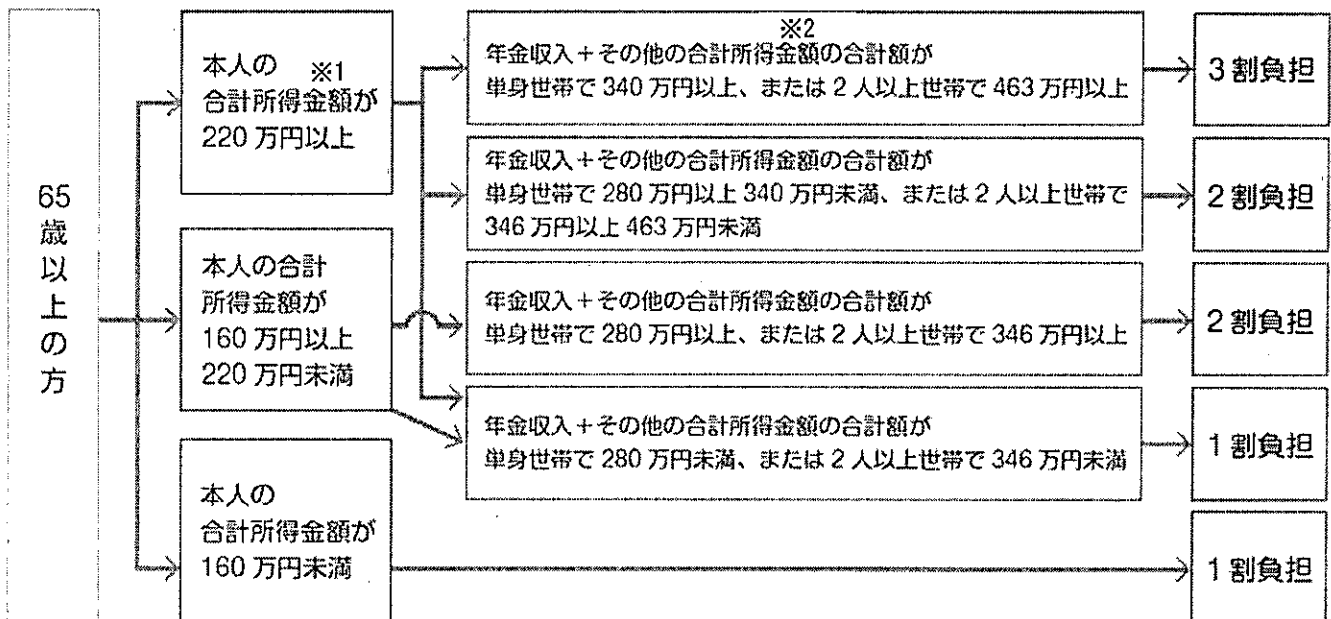 65歳以上の方
本人の ※1
合計所得金額が
220万円以上
※2
年金収入＋その他の合計所得金額の合計額が
単身世帯で340万円以上、または2人以上世帯で463万円以上
3割負担
年金収入＋その他の合計所得金額の合計額が
単身世帯で280万円以上340万円未満、または2人以上世帯で
346万円以上463万円未満
2割負担
本人の合計
所得金額が
160万円以上
220万円未満
年金収入＋その他の合計所得金額の合計額が
単身世帯で280万円以上、または2人以上世帯で346万円以上
2割負担
年金収入＋その他の合計所得金額の合計額が
単身世帯で280万円未満、または2人以上世帯で346万円未満
1割負担
本人の
合計所得金額が
160万円未満
1割負担